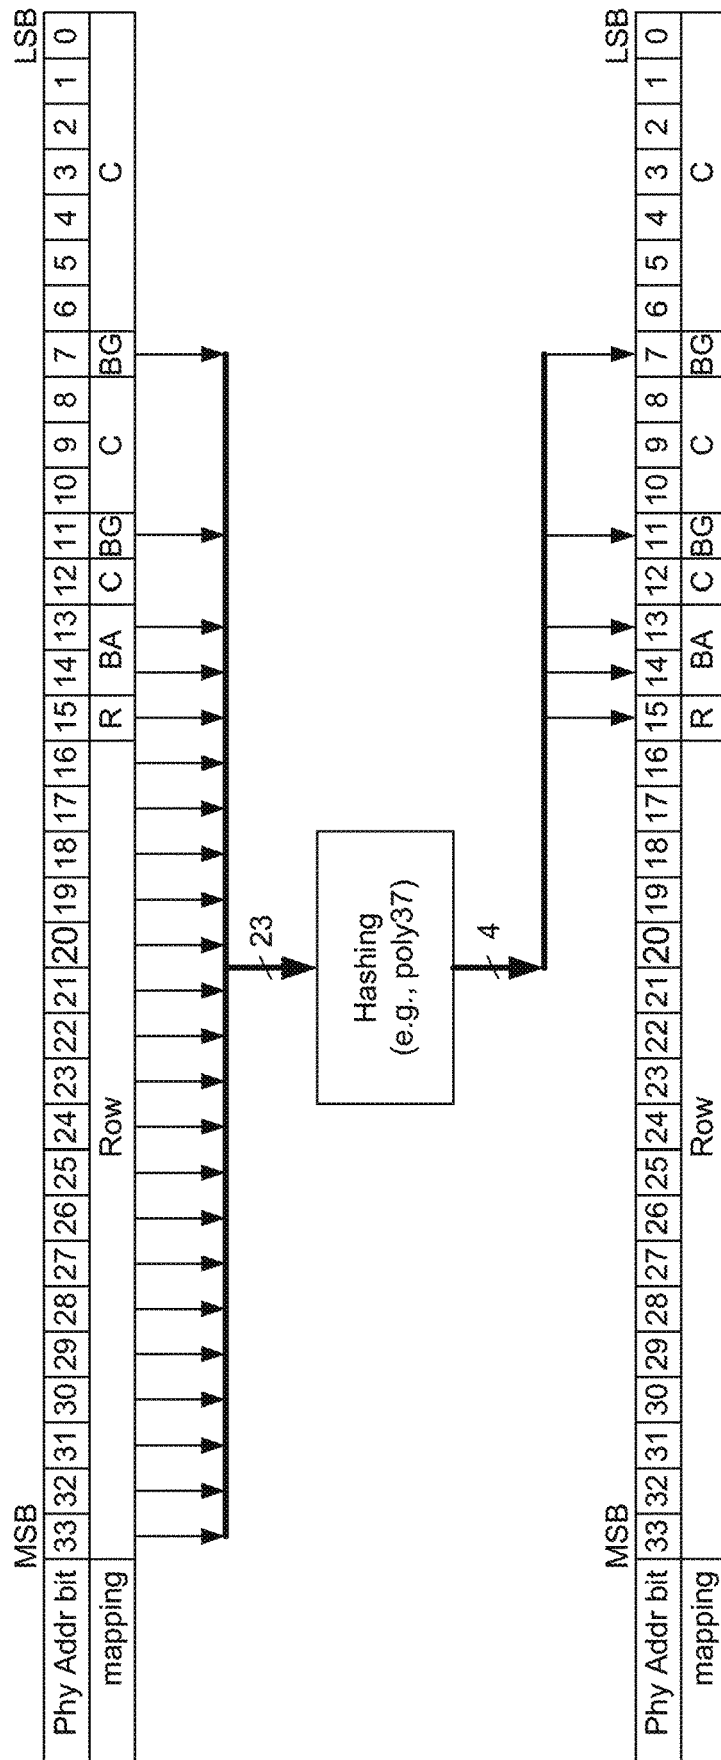 MSB LSB
Phy Addr bit 33 32 31 30 29 28 27 26 25 24 23 22 21 20 19 18 17 16 15 14 13 12 11 10 9 8 7 6 5 4 3 2 1 0
mapping Row R BA C BG C BG C
23
Hashing
(e.g., poly37)
4
MSB LSB
Phy Addr bit 33 32 31 30 29 28 27 26 25 24 23 22 21 20 19 18 17 16 15 14 13 12 11 10 9 8 7 6 5 4 3 2 1 0
mapping Row R BA C BG C BG C